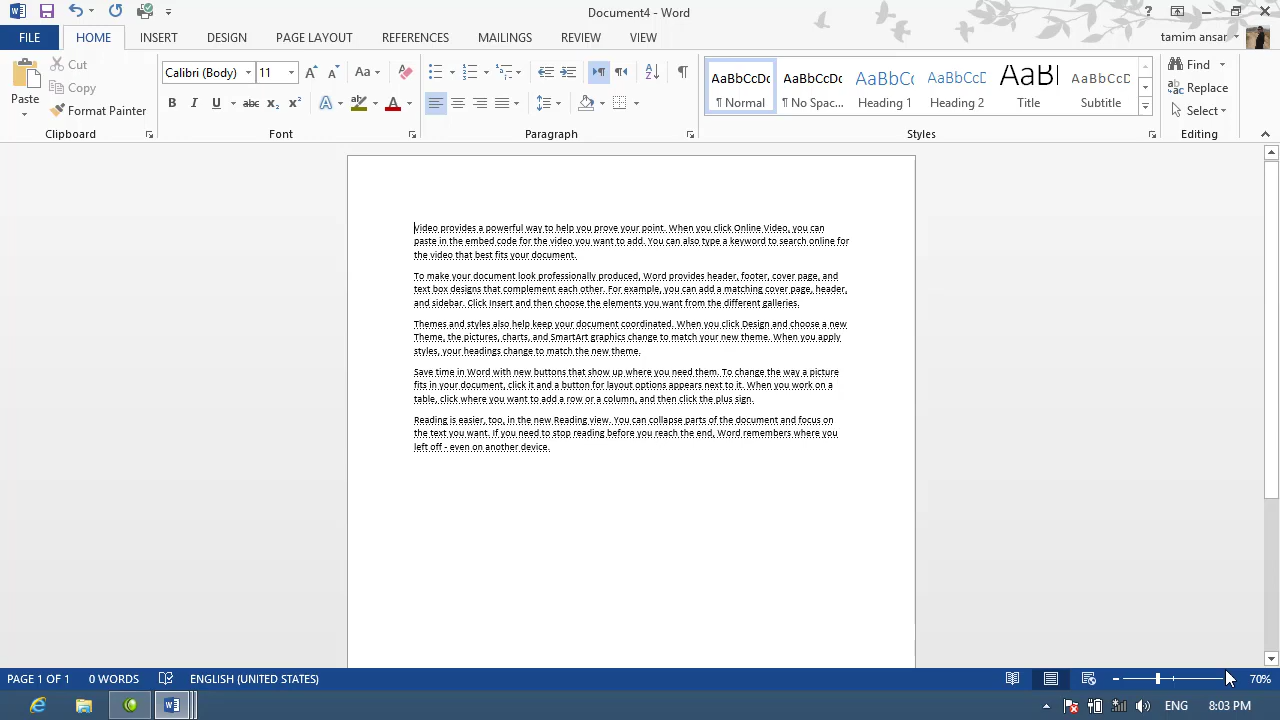 Document4 - Word
?
FILE HOME INSERT DESIGN PAGE LAYOUT REFERENCES MAILINGS REVIEW VIEW
tamim ansar
Paste
Cut
Copy
Format Painter
Clipboard
Calibri (Body) 11
Aa
B I U abc x₂ x²
A A
Font
Paragraph
AaBbCcDc AaBbCcDc AaBbCc AaBbCcD AaBl AaBbCcD
¶ Normal ¶ No Spac... Heading 1 Heading 2 Title Subtitle
Styles
Find
Replace
Select
Editing
Video provides a powerful way to help you prove your point. When you click Online Video, you can
paste in the embed code for the video you want to add. You can also type a keyword to search online for
the video that best fits your document.
To make your document look professionally produced, Word provides header, footer, cover page, and
text box designs that complement each other. For example, you can add a matching cover page, header,
and sidebar. Click Insert and then choose the elements you want from the different galleries.
Themes and styles also help keep your document coordinated. When you click Design and choose a new
Theme, the pictures, charts, and SmartArt graphics change to match your new theme. When you apply
styles, your headings change to match the new theme.
Save time in Word with new buttons that show up where you need them. To change the way a picture
fits in your document, click it and a button for layout options appears next to it. When you work on a
table, click where you want to add a row or a column, and then click the plus sign.
Reading is easier, too, in the new Reading view. You can collapse parts of the document and focus on
the text you want. If you need to stop reading before you reach the end, Word remembers where you
left off - even on another device.
PAGE 1 OF 1 0 WORDS ENGLISH (UNITED STATES) 70%
ENG 8:03 PM